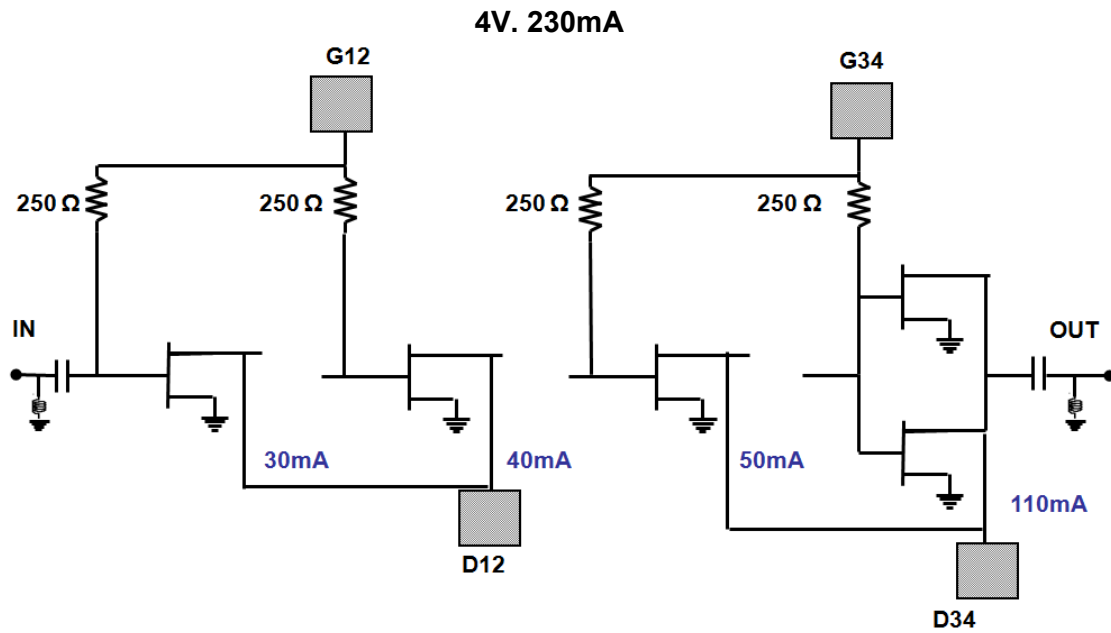 4V. 230mA
G12
G34
250 Ω
250 Ω
250 Ω
250 Ω
IN
OUT
30mA
40mA
50mA
110mA
D12
D34